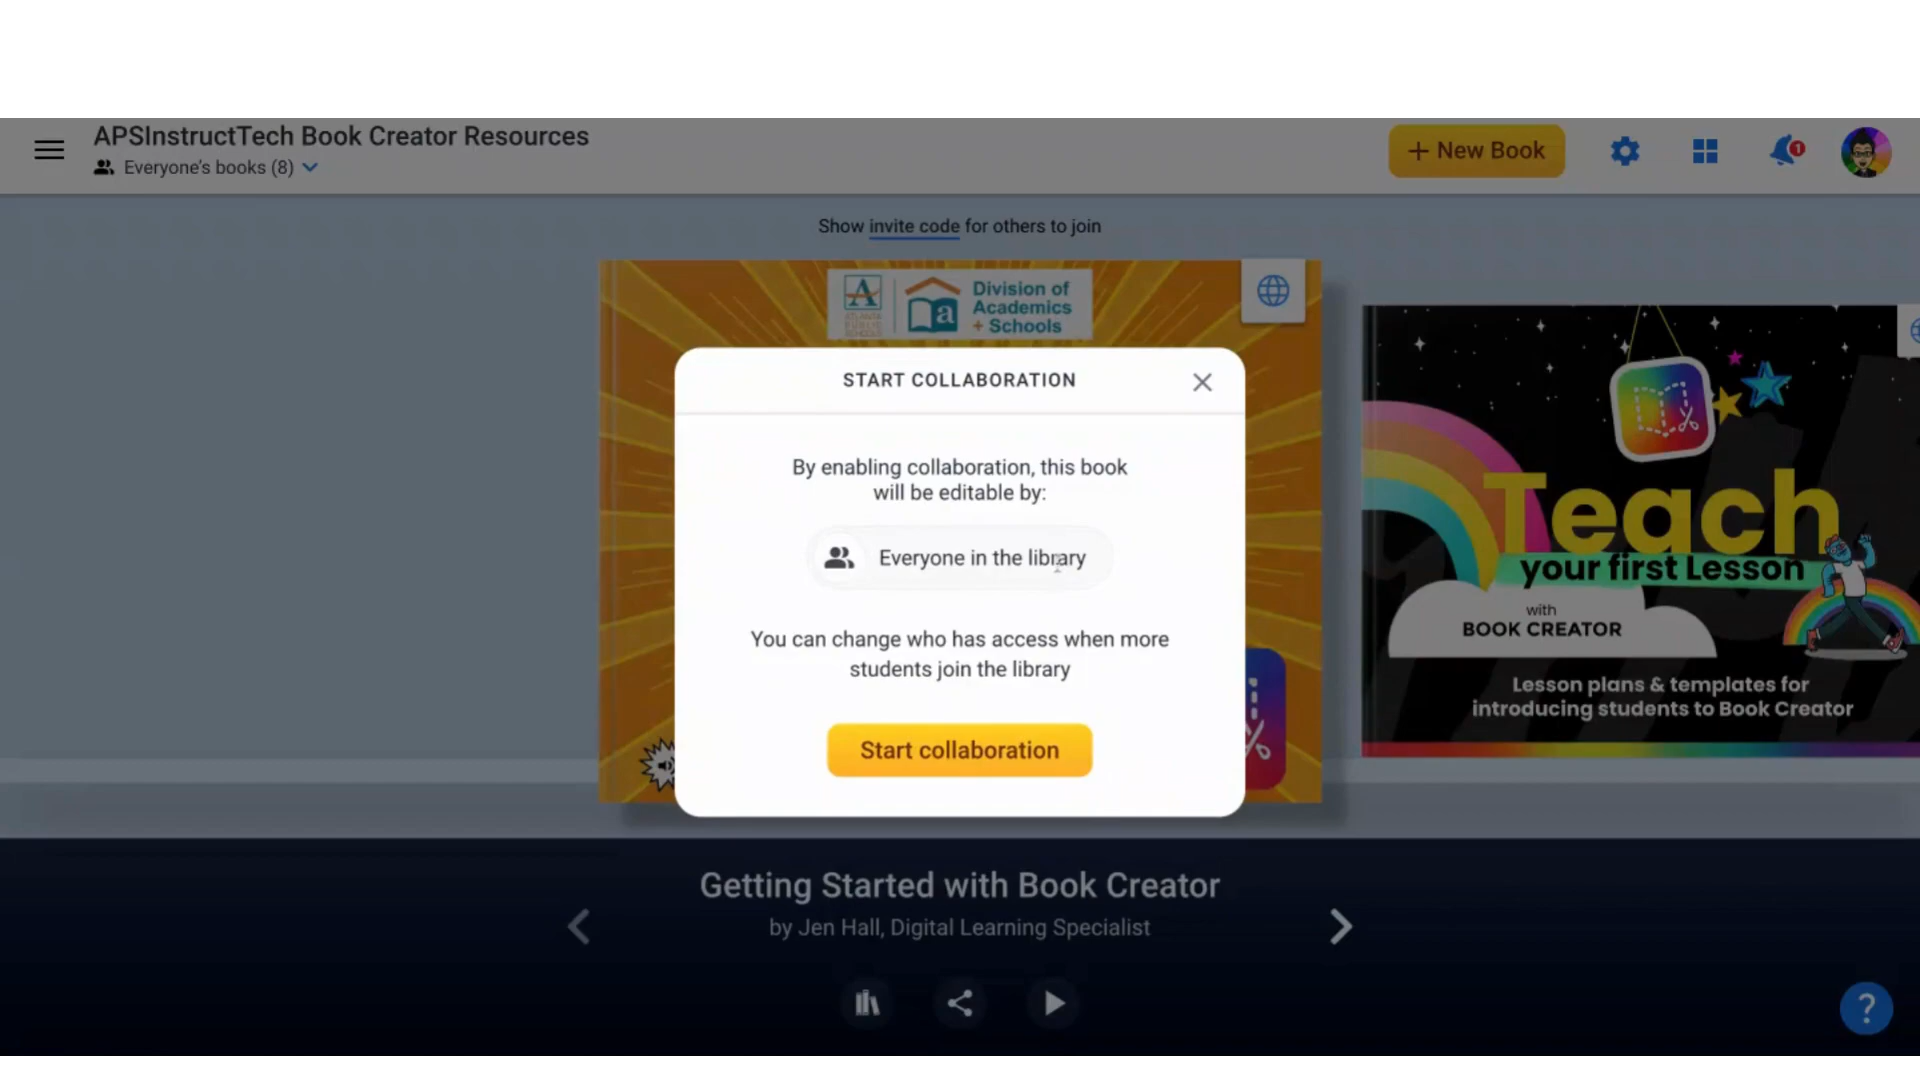 APSInstructTech Book Creator Resources
Everyone's books (8)
+ New Book
1
Show invite code for others to join
A
ATLANTA
PUBLIC
SCHOOLS
a
Division of
Academics
+ Schools
START COLLABORATION
By enabling collaboration, this book
will be editable by:
Everyone in the library
You can change who has access when more
students join the library
Start collaboration
Teach
your first Lesson
with
BOOK CREATOR
Lesson plans & templates for
introducing students to Book Creator
Getting Started with Book Creator
by Jen Hall, Digital Learning Specialist
?